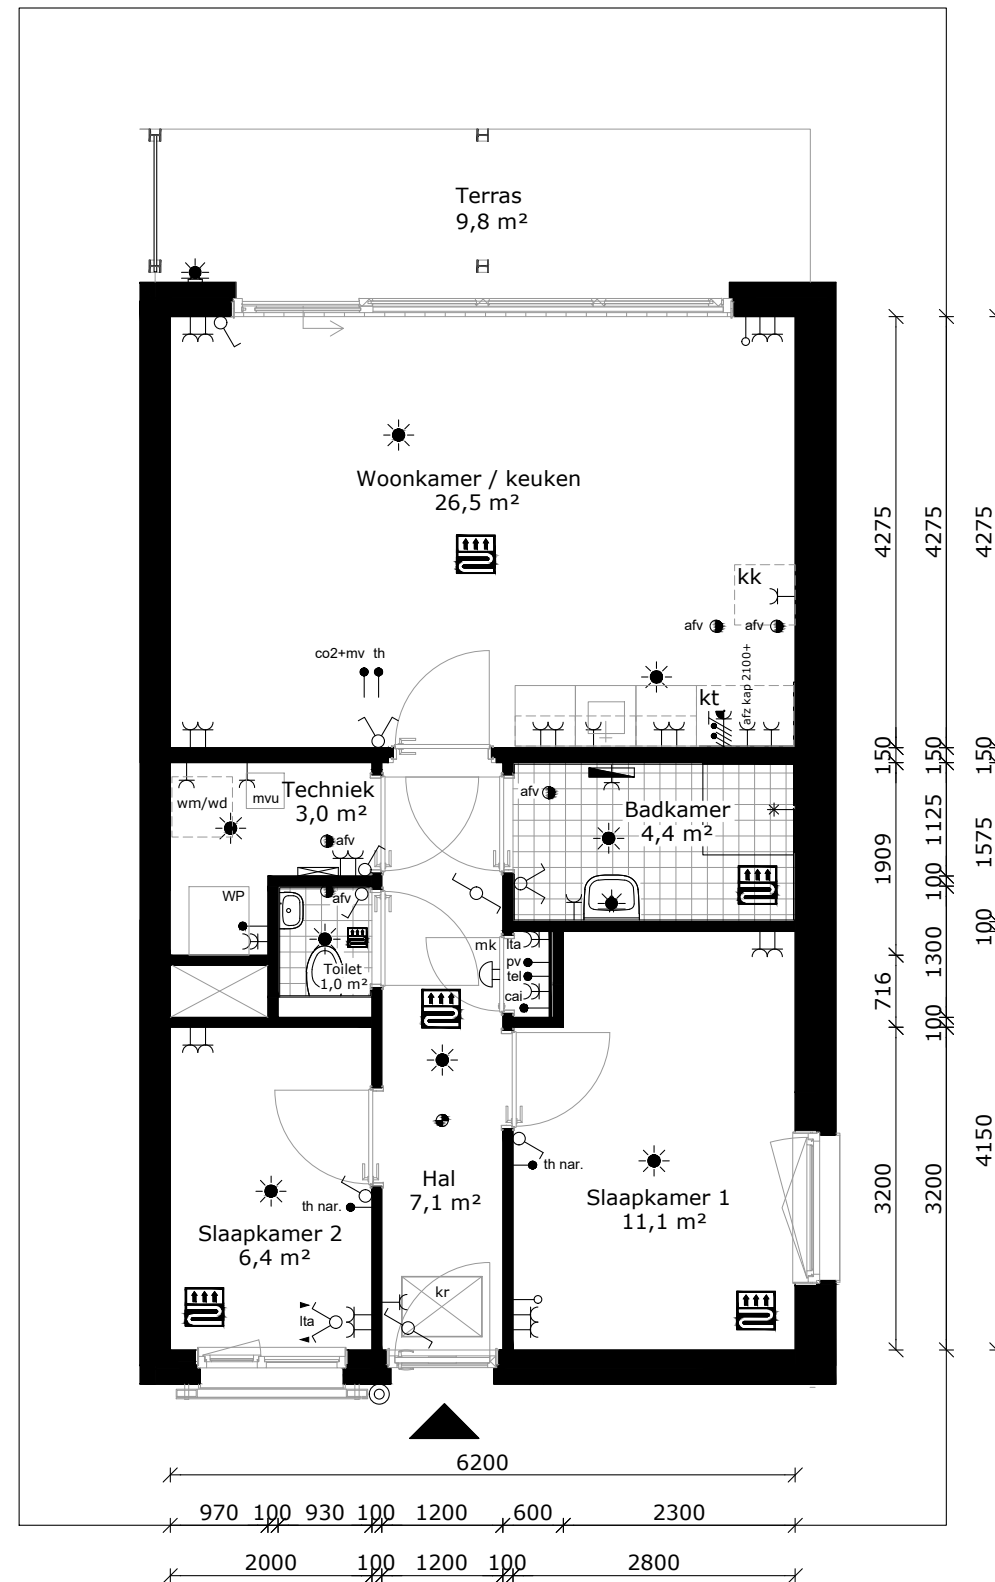 Terras
9,8 m²
Woonkamer / keuken
26,5 m²
kk
afv
afv
co2+mv
th
afz kap 2100+
kt
Techniek
3,0 m²
wm/wd
mvu
afv
WP
afv
Toilet
1,0 m²
Badkamer
4,4 m²
afv
mk
lta
pv
tel
cai
Hal
7,1 m²
th nar.
Slaapkamer 1
11,1 m²
th nar.
Slaapkamer 2
6,4 m²
lta
kr
4275
4275
4275
150
150
150
1909
1125
1575
100
100
1300
716
100
3200
3200
4150
6200
970
100
930
100
1200
600
2300
2000
100
1200
100
2800